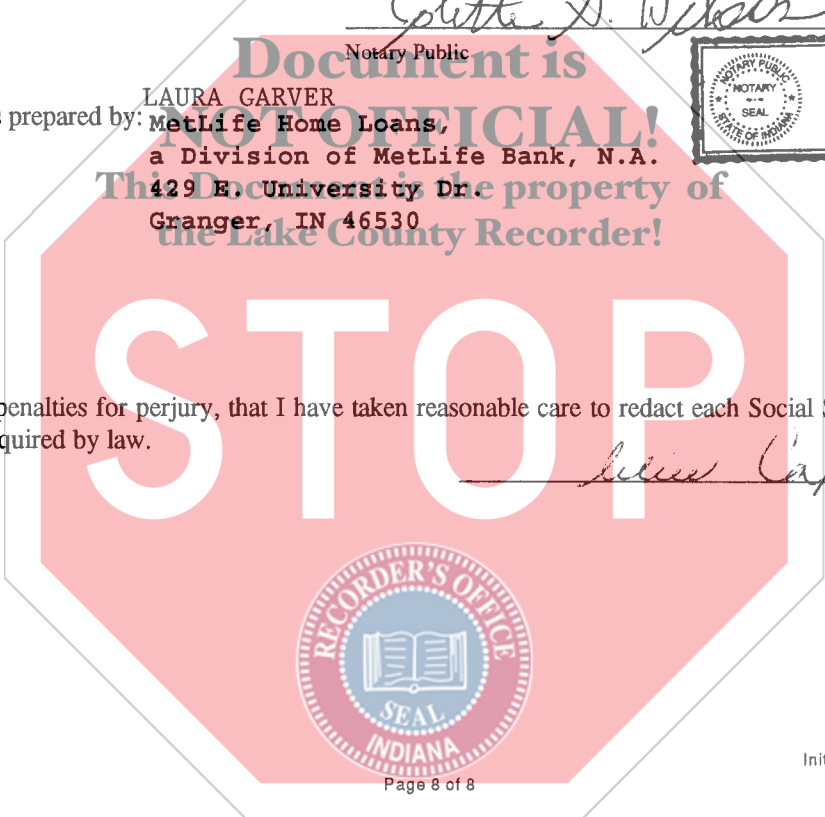 Colette S. Wilson
Notary Public
Document is
NOTARY PUBLIC
NOTARY
SEAL
STATE OF INDIANA
LAURA GARVER
s prepared by:
NOT OFFICIAL!
MetLife Home Loans,
a Division of MetLife Bank, N.A.
This Document is the property of
429 E. University Dr.
Granger, IN 46530
the Lake County Recorder!
STOP
penalties for perjury, that I have taken reasonable care to redact each Social S
quired by law.
RECORDER'S OFFICE
SEAL
INDIANA
Init
Page 8 of 8